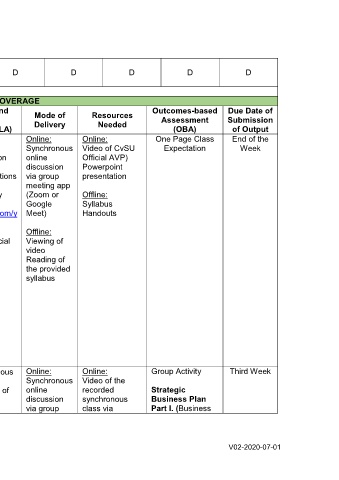 D D D D D
OVERAGE
nd
LA)
Mode of
Delivery
Resources
Needed
Outcomes-based
Assessment
(OBA)
Due Date of
Submission
of Output
on
tions
y
om/y
cial
Online:
Synchronous
online
discussion
via group
meeting app
(Zoom or
Google
Meet)
Offline:
Viewing of
video
Reading of
the provided
syllabus
Online:
Video of CvSU
Official AVP)
Powerpoint
presentation
Offline:
Syllabus
Handouts
One Page Class
Expectation
End of the
Week
ous
of
Online:
Synchronous
online
discussion
via group
Online:
Video of the
recorded
synchronous
class via
Group Activity
Strategic
Business Plan
Part I. (Business
Third Week
V02-2020-07-01